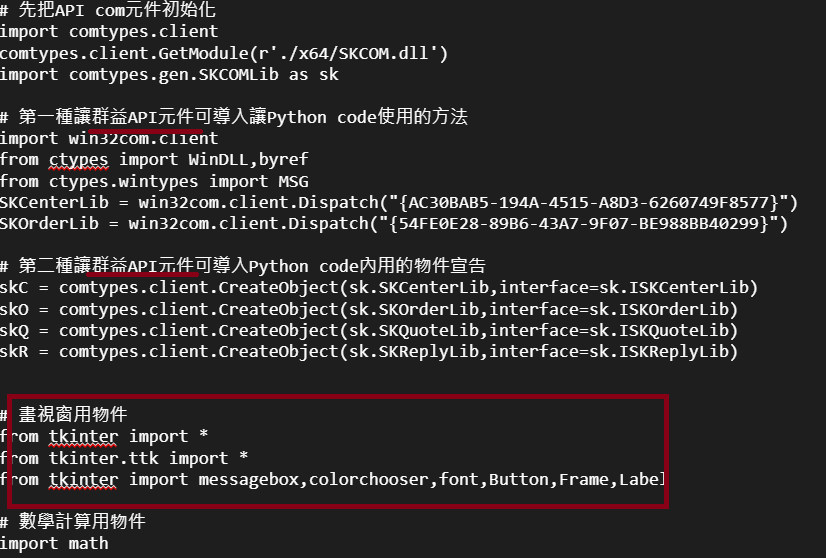 # 先把API com元件初始化
import comtypes.client
comtypes.client.GetModule(r'./x64/SKCOM.dll')
import comtypes.gen.SKCOMLib as sk
# 第一種讓群益API元件可導入讓Python code使用的方法
import win32com.client
from ctypes import WinDLL,byref
from ctypes.wintypes import MSG
SKCenterLib = win32com.client.Dispatch("{AC30BAB5-194A-4515-A8D3-6260749F8577}")
SKOrderLib = win32com.client.Dispatch("{54FE0E28-89B6-43A7-9F07-BE988BB40299}")
# 第二種讓群益API元件可導入Python code內用的物件宣告
skC = comtypes.client.CreateObject(sk.SKCenterLib,interface=sk.ISKCenterLib)
skO = comtypes.client.CreateObject(sk.SKOrderLib,interface=sk.ISKOrderLib)
skQ = comtypes.client.CreateObject(sk.SKQuoteLib,interface=sk.ISKQuoteLib)
skR = comtypes.client.CreateObject(sk.SKReplyLib,interface=sk.ISKReplyLib)
# 畫視窗用物件
from tkinter import *
from tkinter.ttk import *
from tkinter import messagebox,colorchooser,font,Button,Frame,Label
# 數學計算用物件
import math